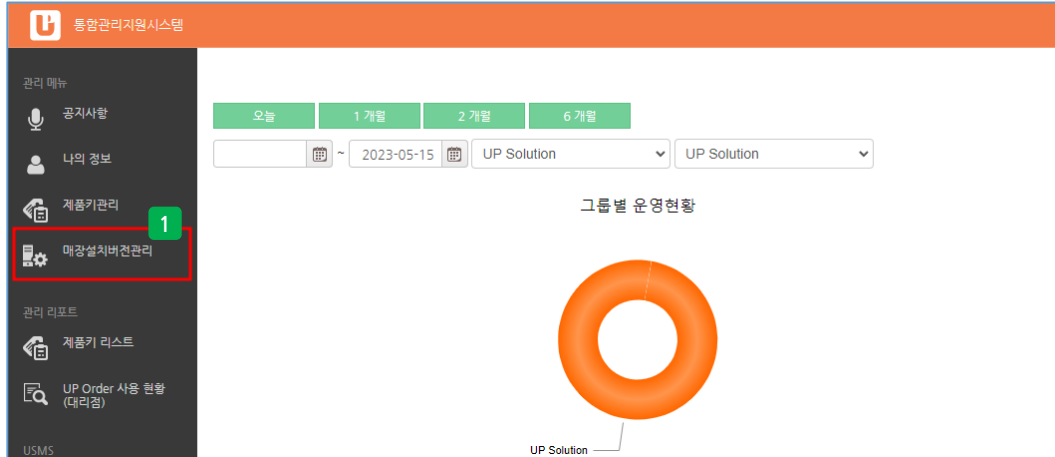 UP 통합관리지원시스템
관리 메뉴
공지사항
나의 정보
제품키관리
1
매장설치버전관리
관리 리포트
제품키 리스트
UP Order 사용 현황
(대리점)
USMS
오늘 1 개월 2 개월 6 개월
~ 2023-05-15 UP Solution UP Solution
그룹별 운영현황
UP Solution